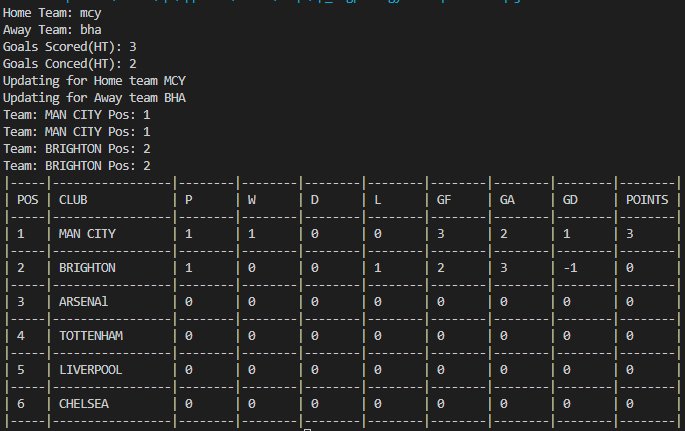 Home Team: mcy
Away Team: bha
Goals Scored(HT): 3
Goals Conced(HT): 2
Updating for Home team MCY
Updating for Away team BHA
Team: MAN CITY Pos: 1
Team: MAN CITY Pos: 1
Team: BRIGHTON Pos: 2
Team: BRIGHTON Pos: 2
|-----|---------------|-------|-------|-------|-------|-------|-------|-------|-------|
| POS | CLUB | P | W | D | L | GF | GA | GD | POINTS |
|-----|---------------|-------|-------|-------|-------|-------|-------|-------|-------|
| 1 | MAN CITY | 1 | 1 | 0 | 0 | 3 | 2 | 1 | 3 |
|-----|---------------|-------|-------|-------|-------|-------|-------|-------|-------|
| 2 | BRIGHTON | 1 | 0 | 0 | 1 | 2 | 3 | -1 | 0 |
|-----|---------------|-------|-------|-------|-------|-------|-------|-------|-------|
| 3 | ARSENAl | 0 | 0 | 0 | 0 | 0 | 0 | 0 | 0 |
|-----|---------------|-------|-------|-------|-------|-------|-------|-------|-------|
| 4 | TOTTENHAM | 0 | 0 | 0 | 0 | 0 | 0 | 0 | 0 |
|-----|---------------|-------|-------|-------|-------|-------|-------|-------|-------|
| 5 | LIVERPOOL | 0 | 0 | 0 | 0 | 0 | 0 | 0 | 0 |
|-----|---------------|-------|-------|-------|-------|-------|-------|-------|-------|
| 6 | CHELSEA | 0 | 0 | 0 | 0 | 0 | 0 | 0 | 0 |
|-----|---------------|-------|-------|-------|-------|-------|-------|-------|-------|